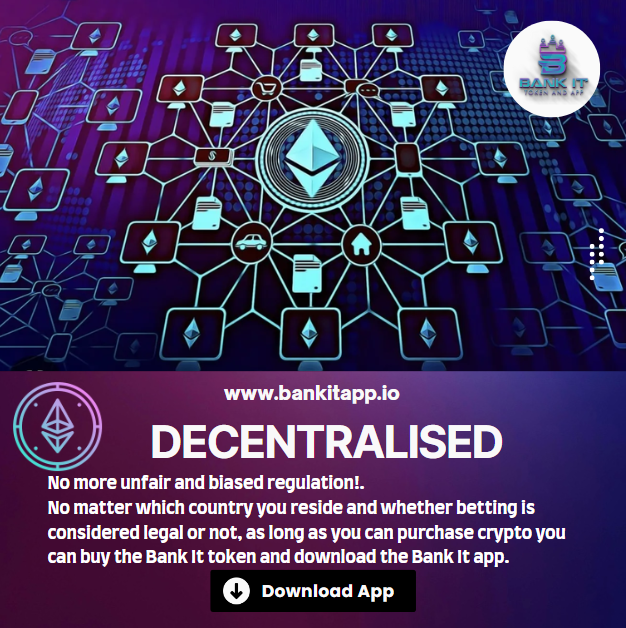 BANK IT
TOKEN AND APP
$
www.bankitapp.io
DECENTRALISED
No more unfair and biased regulation!.
No matter which country you reside and whether betting is
considered legal or not, as long as you can purchase crypto you
can buy the Bank It token and download the Bank It app.
Download App